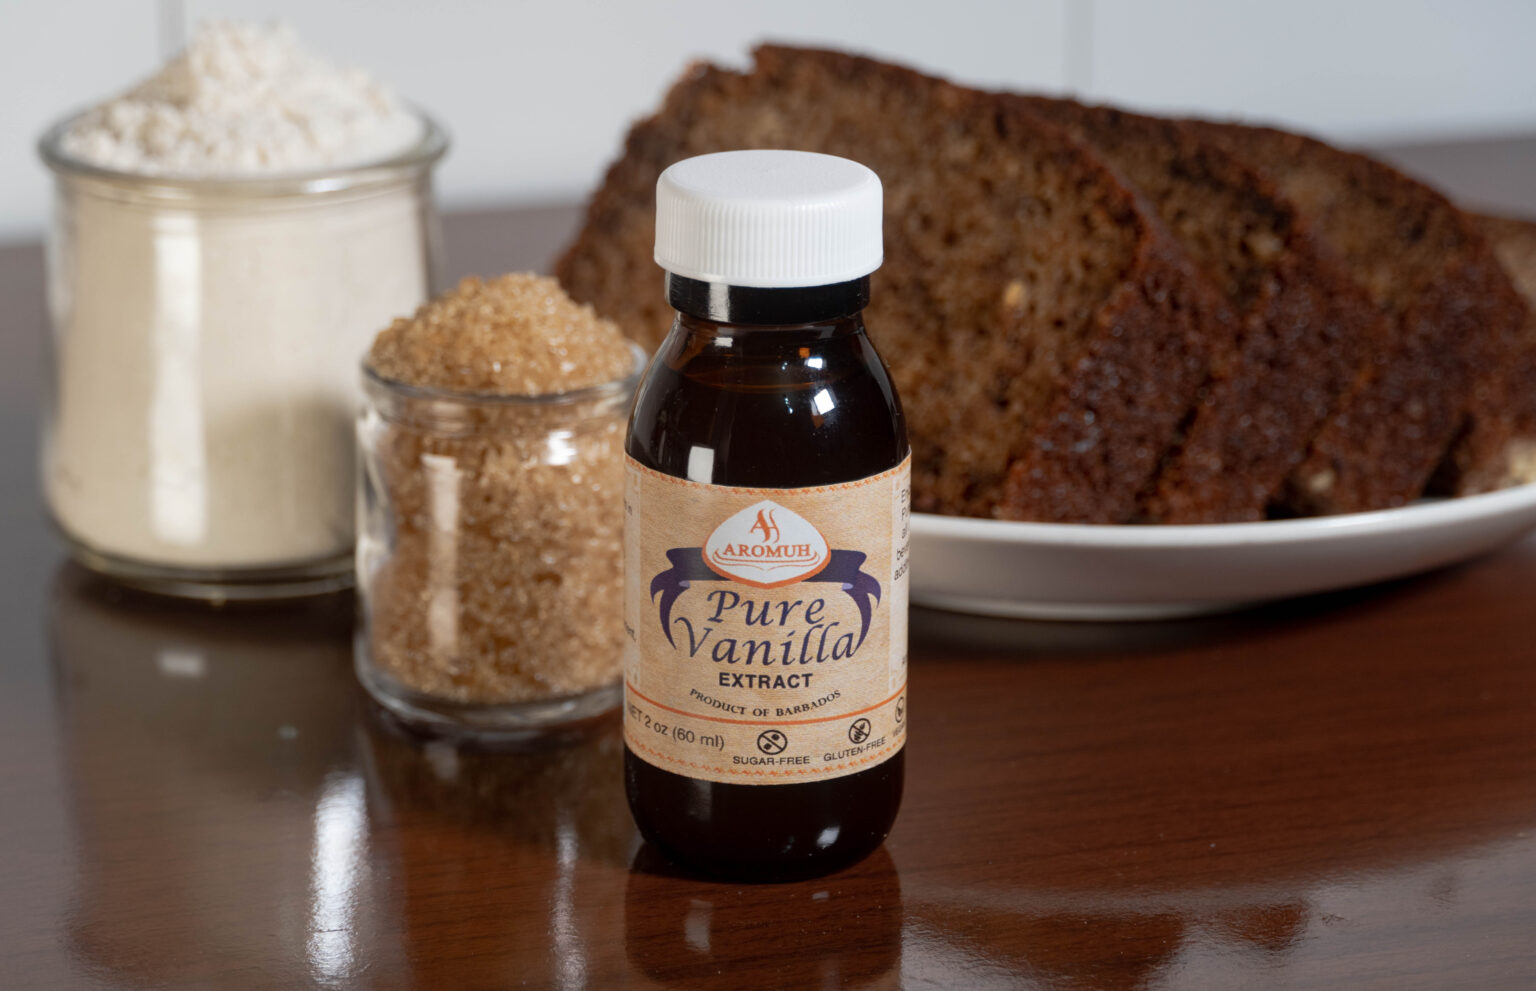 AH
AROMUH
Pure
Vanilla
EXTRACT
PRODUCT OF BARBADOS
NET 2 oz (60 ml)
SUGAR-FREE
GLUTEN-FREE